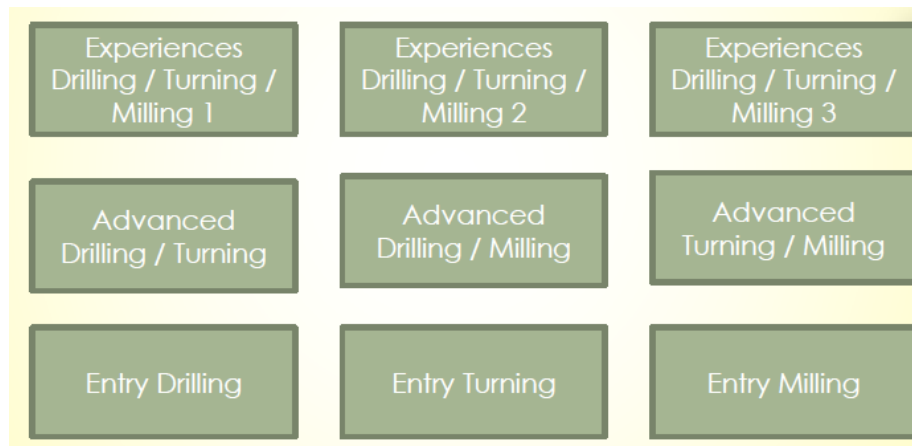 Experiences
Drilling / Turning /
Milling 1
Experiences
Drilling / Turning /
Milling 2
Experiences
Drilling / Turning /
Milling 3
Advanced
Drilling / Turning
Advanced
Drilling / Milling
Advanced
Turning / Milling
Entry Drilling
Entry Turning
Entry Milling